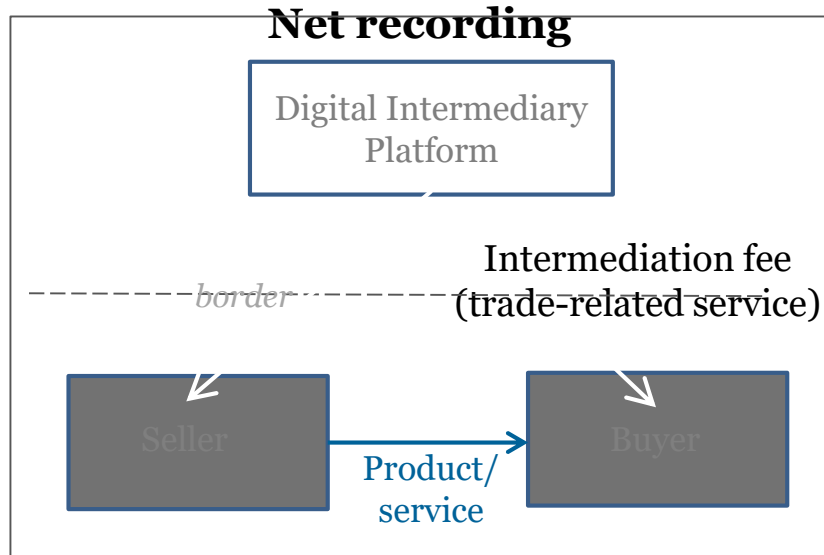 Net recording
Digital Intermediary
Platform
Intermediation fee
border
(trade-related service)
Seller
Buyer
Product/
service